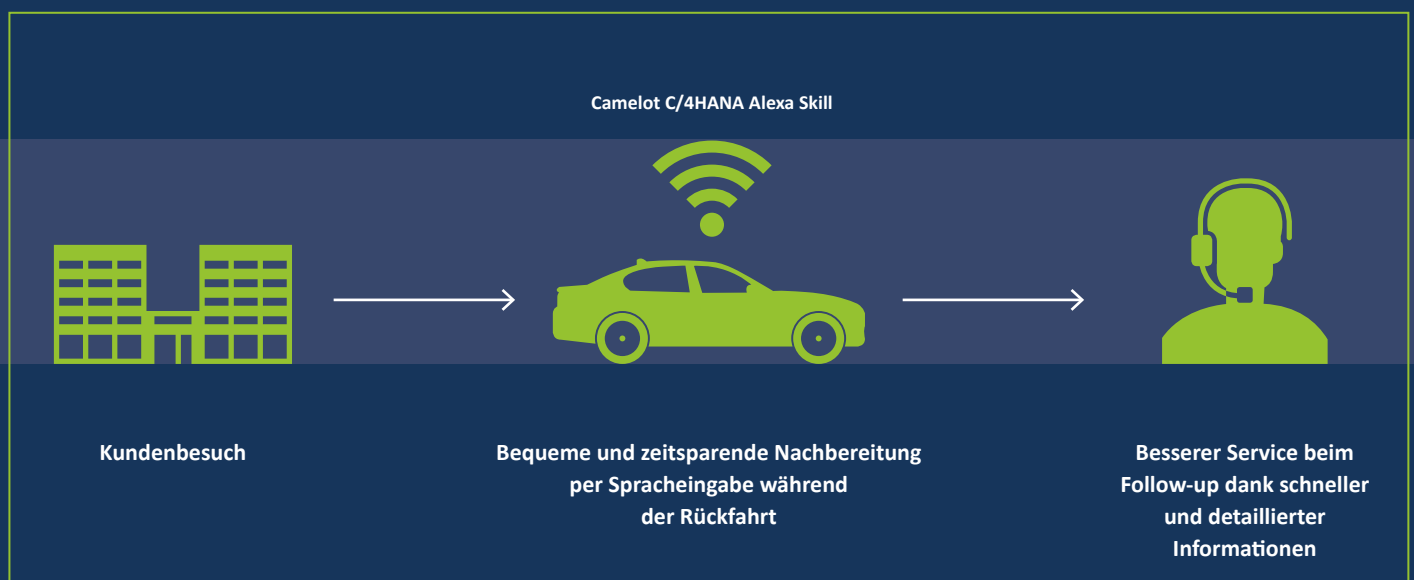 Camelot C/4HANA Alexa Skill
Kundenbesuch
Bequeme und zeitsparende Nachbereitung
per Spracheingabe während
der Rückfahrt
Besserer Service beim
Follow-up dank schneller
und detaillierter
Informationen